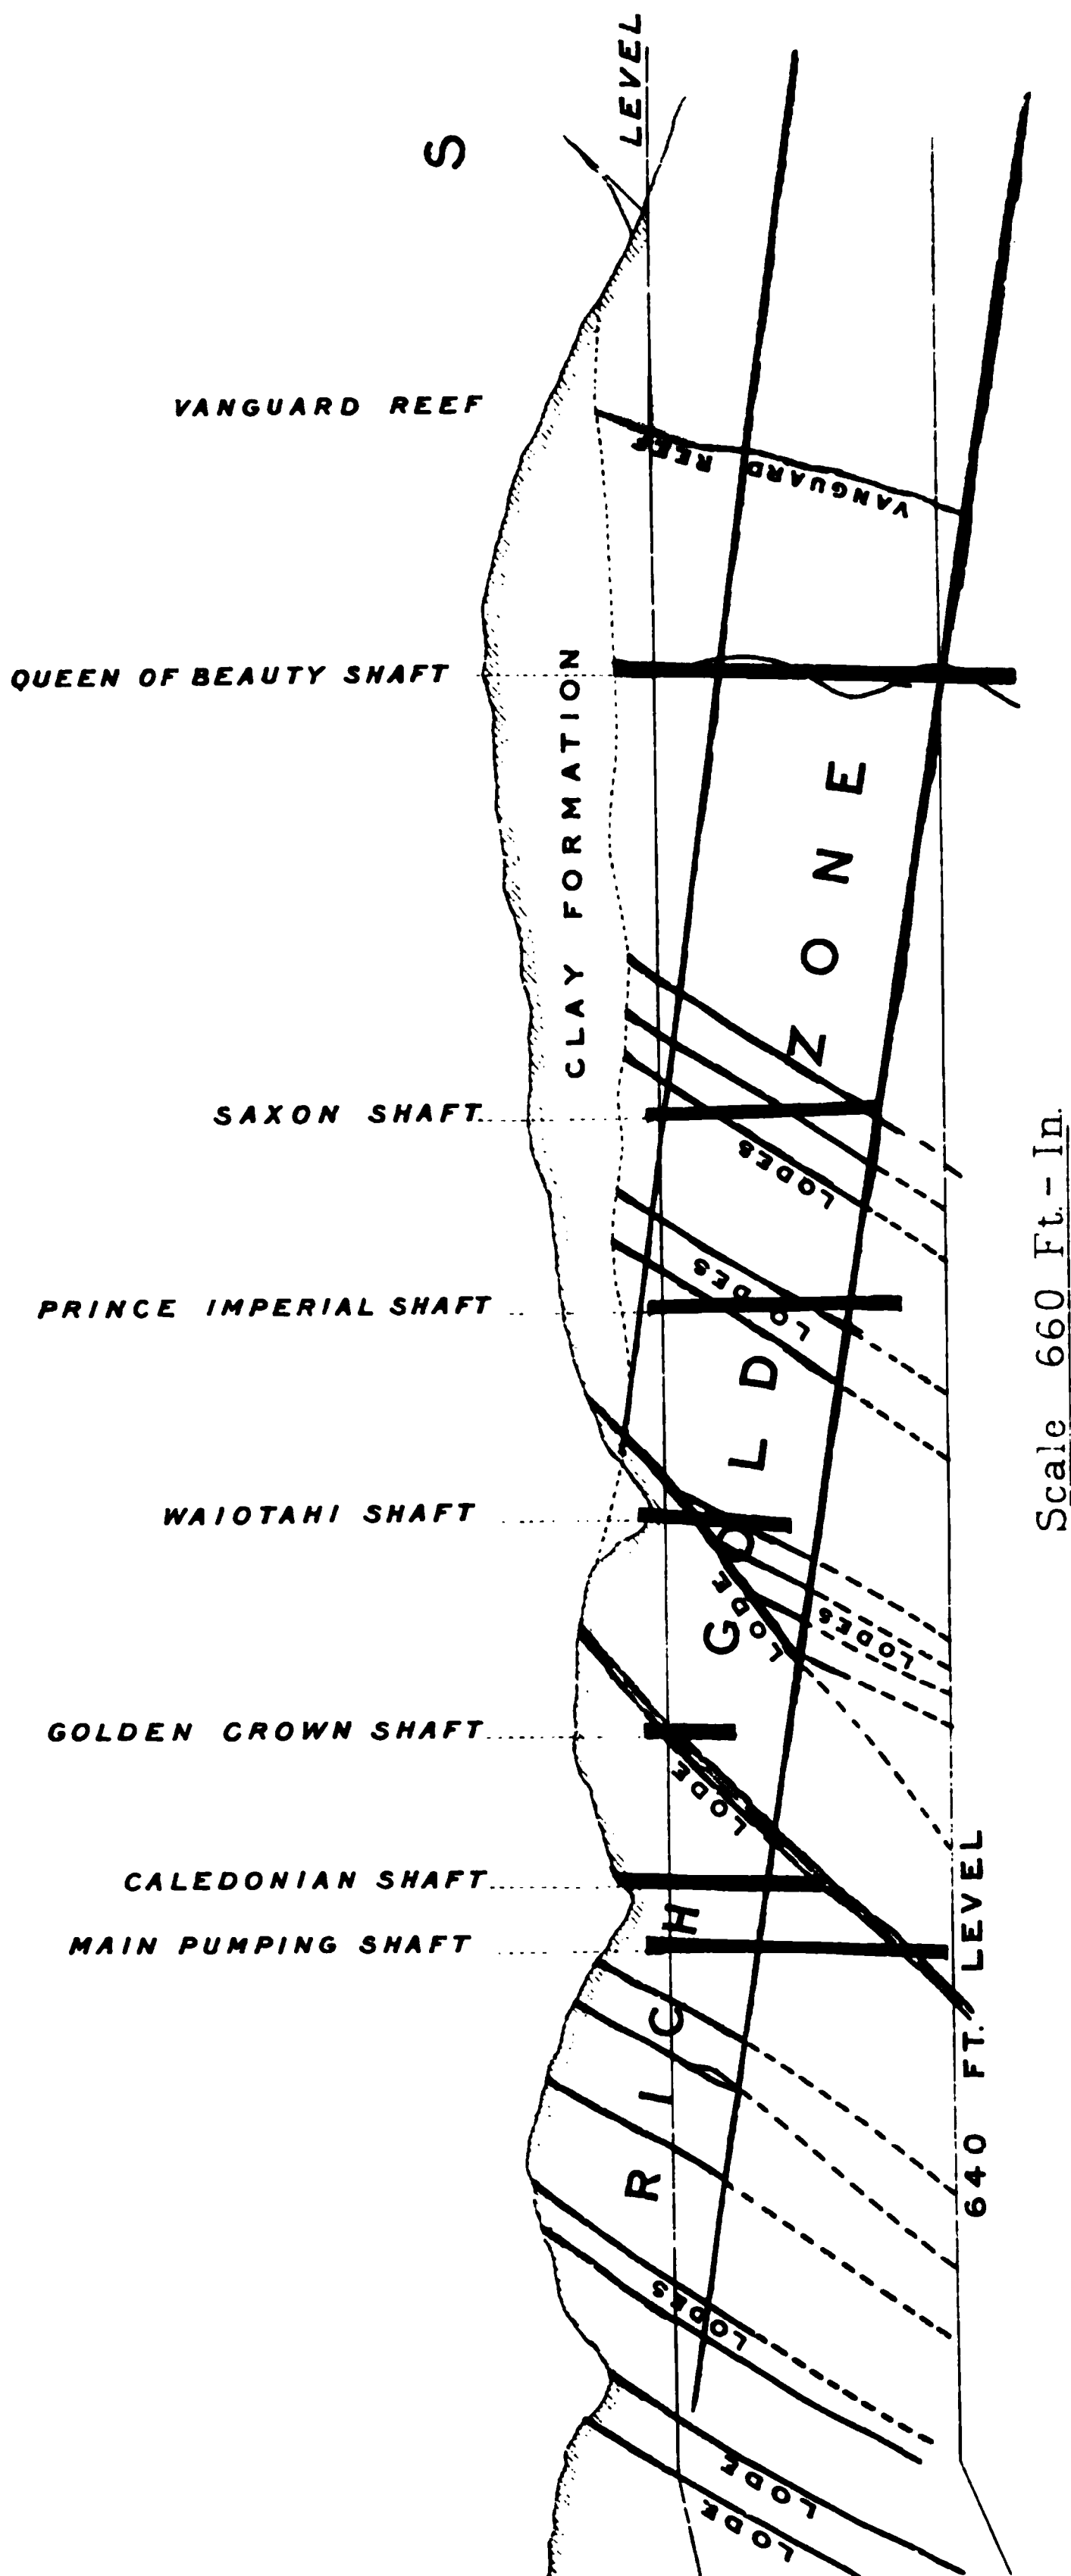 S
LEVEL
VANGUARD REEF
VANGUARD REEF
QUEEN OF BEAUTY SHAFT
CLAY FORMATION
SAXON SHAFT
LODES
PRINCE IMPERIAL SHAFT
LODES
WAIOTAHI SHAFT
LODE
LODES
GOLDEN CROWN SHAFT
LODE
CALEDONIAN SHAFT
MAIN PUMPING SHAFT
RICH GOLD ZONE
LODES
LODE
LODE
640 FT. LEVEL
Scale 660 Ft.-In.